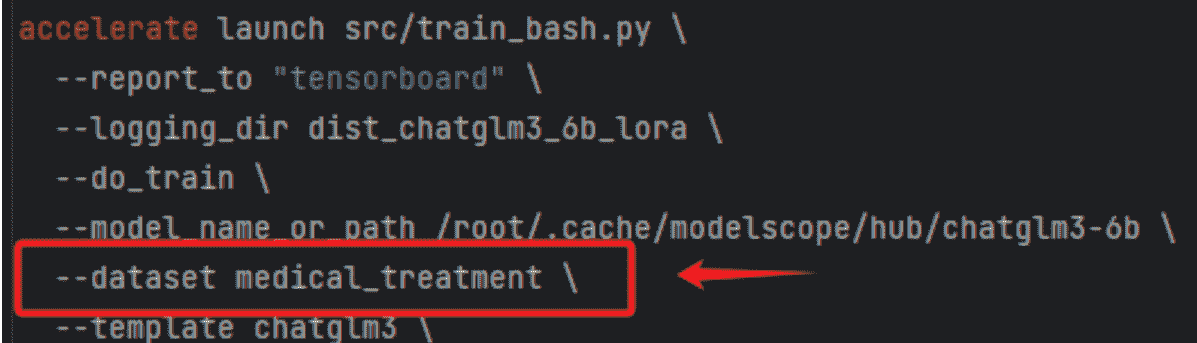 accelerate launch src/train_bash.py \
--report_to "tensorboard" \
--logging_dir dist_chatglm3_6b_lora \
--do_train \
--model_name_or_path /root/.cache/modelscope/hub/chatglm3-6b \
--dataset medical_treatment \
--template chatglm3 \